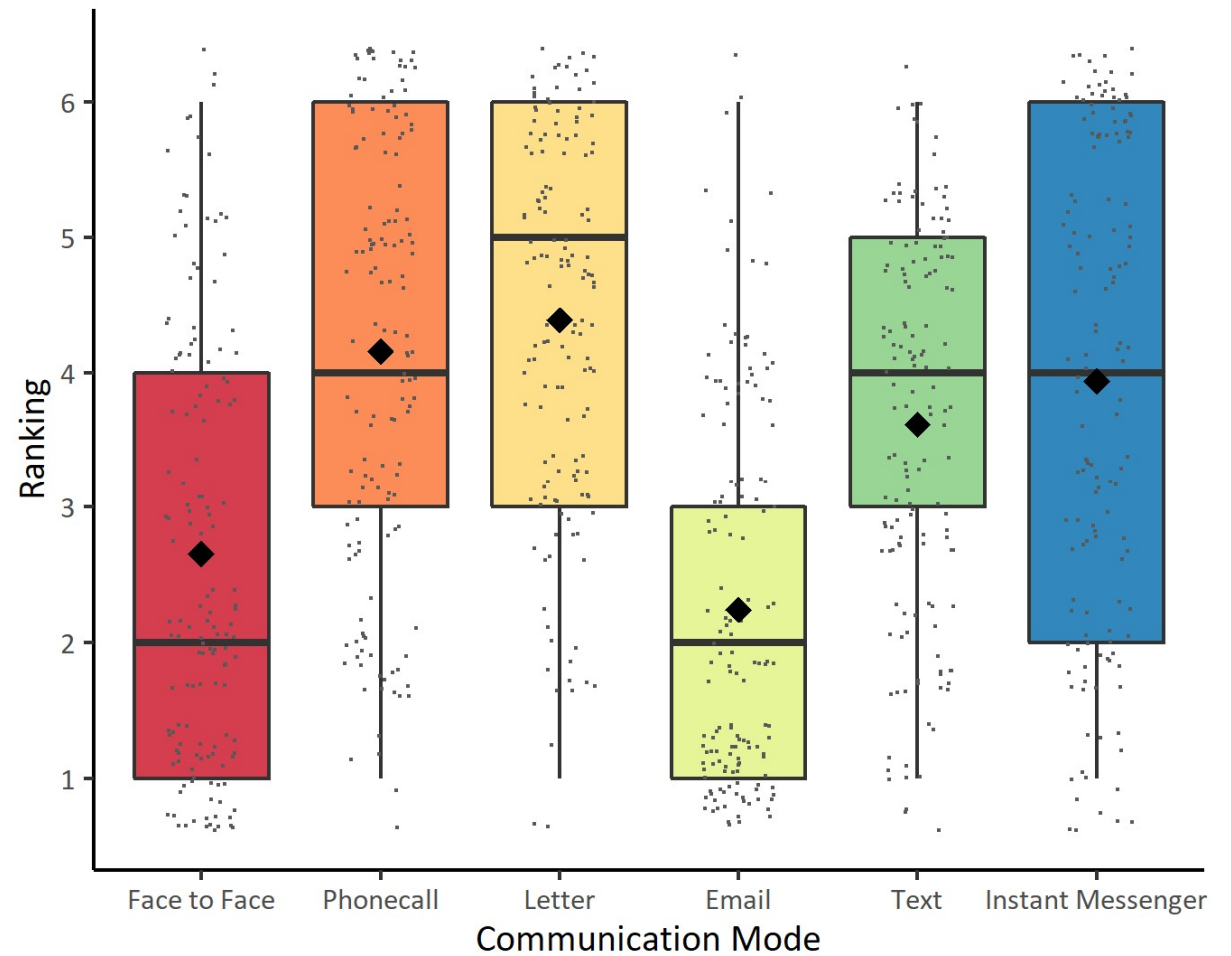 Ranking
6
5
4
3
2
1
Face to Face
Phonecall
Letter
Email
Text
Instant Messenger
Communication Mode